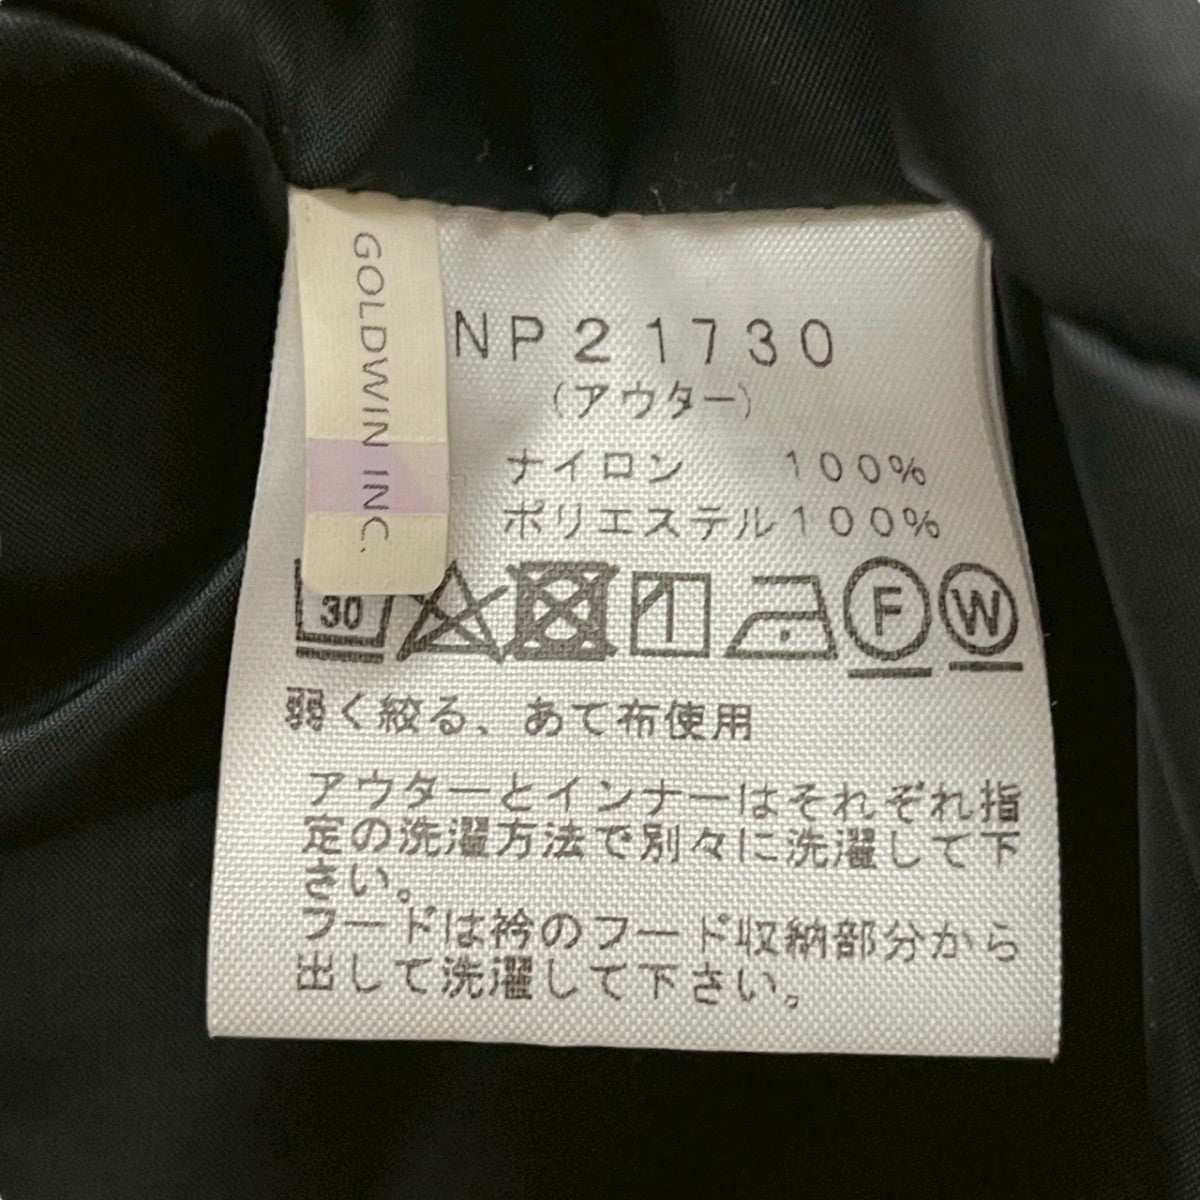 GOLDWIN INC.
NP21730
(アウター)
ナイロン 100%
ポリエステル100%
30 F W
弱く絞る、あて布使用
アウターとインナーはそれぞれ指
定の洗濯方法で別々に洗濯して下
さい。
フードは衿のフード収納部分から
出して洗濯して下さい。